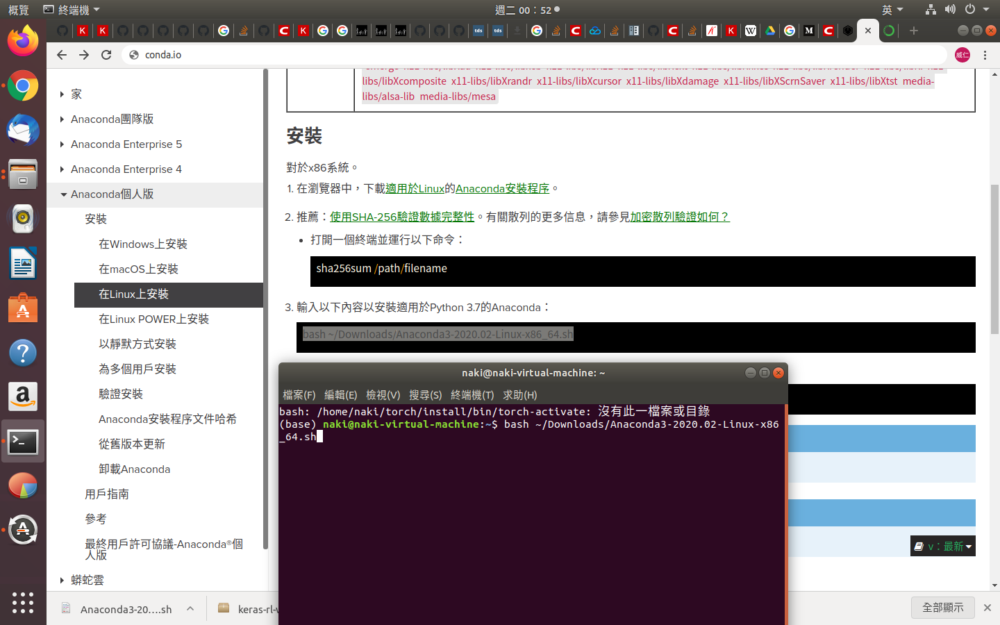 概覽
終端機
週二 00：52
英
conda.io
威仁
libs/libXcomposite x11-libs/libXrandr x11-libs/libXcursor x11-libs/libXdamage x11-libs/libXScrnSaver x11-libs/libXtst media-
libs/alsa-lib media-libs/mesa
家
Anaconda團隊版
Anaconda Enterprise 5
Anaconda Enterprise 4
Anaconda個人版
安裝
在Windows上安裝
在macOS上安裝
在Linux上安裝
在Linux POWER上安裝
以靜默方式安裝
為多個用戶安裝
驗證安裝
Anaconda安裝程序文件哈希
從舊版本更新
卸載Anaconda
用戶指南
參考
最終用戶許可協議-Anaconda®個
人版
蟒蛇雲
安裝
對於x86系統。
1. 在瀏覽器中，下載適用於Linux的Anaconda安裝程序。
2. 推薦：使用SHA-256驗證數據完整性。有關散列的更多信息，請參見加密散列驗證如何？
打開一個終端並運行以下命令：
sha256sum /path/filename
3. 輸入以下內容以安裝適用於Python 3.7的Anaconda：
bash ~/Downloads/Anaconda3-2020.02-Linux-x86_64.sh
naki@naki-virtual-machine: ~
檔案(F) 編輯(E) 檢視(V) 搜尋(S) 終端機(T) 求助(H)
bash: /home/naki/torch/install/bin/torch-activate: 沒有此一檔案或目錄
(base) naki@naki-virtual-machine:~$ bash ~/Downloads/Anaconda3-2020.02-Linux-x86
_64.sh
v：最新
Anaconda3-20....sh
keras-rl-
全部顯示